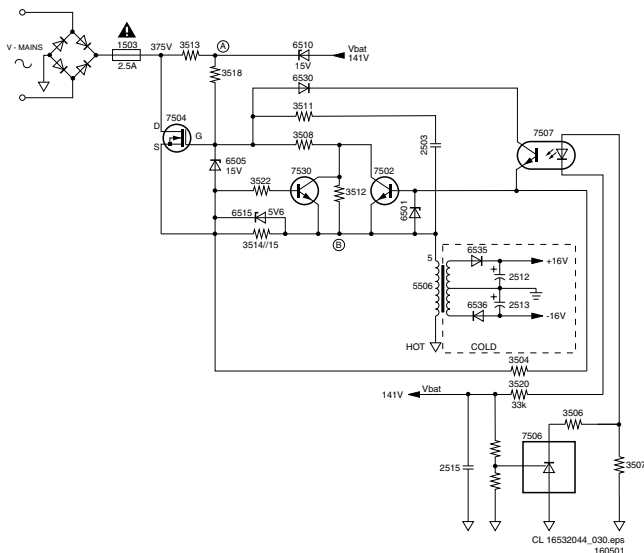 V - MAINS
1503
2.5A
375V
3513
A
3518
6510
15V
Vbat
141V
6530
3511
7504
D
S
G
3508
2503
7507
6505
15V
7530
7502
3522
3512
6501
6515
5V6
3514//15
B
5
5506
6535
+16V
2512
2513
6536
-16V
HOT
COLD
3504
141V
Vbat
3520
33k
3506
7506
2515
3507
CL 16532044_030.eps
160501